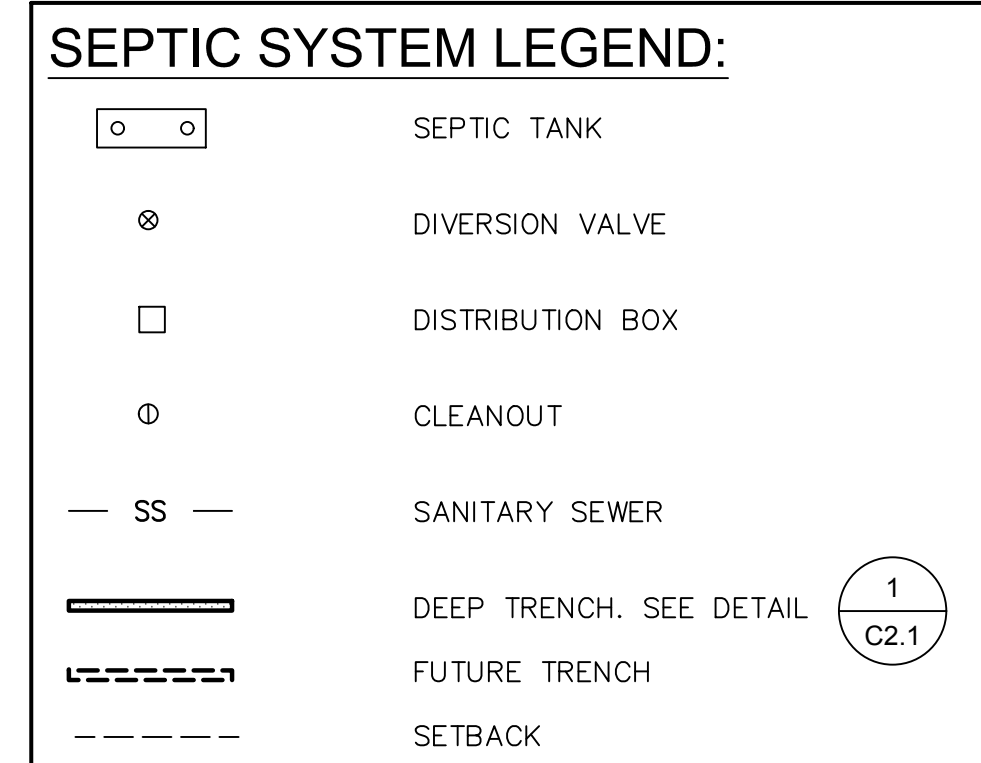 SEPTIC SYSTEM LEGEND:
SEPTIC TANK
DIVERSION VALVE
DISTRIBUTION BOX
CLEANOUT
SS SANITARY SEWER
DEEP TRENCH. SEE DETAIL
1
C2.1
FUTURE TRENCH
SETBACK